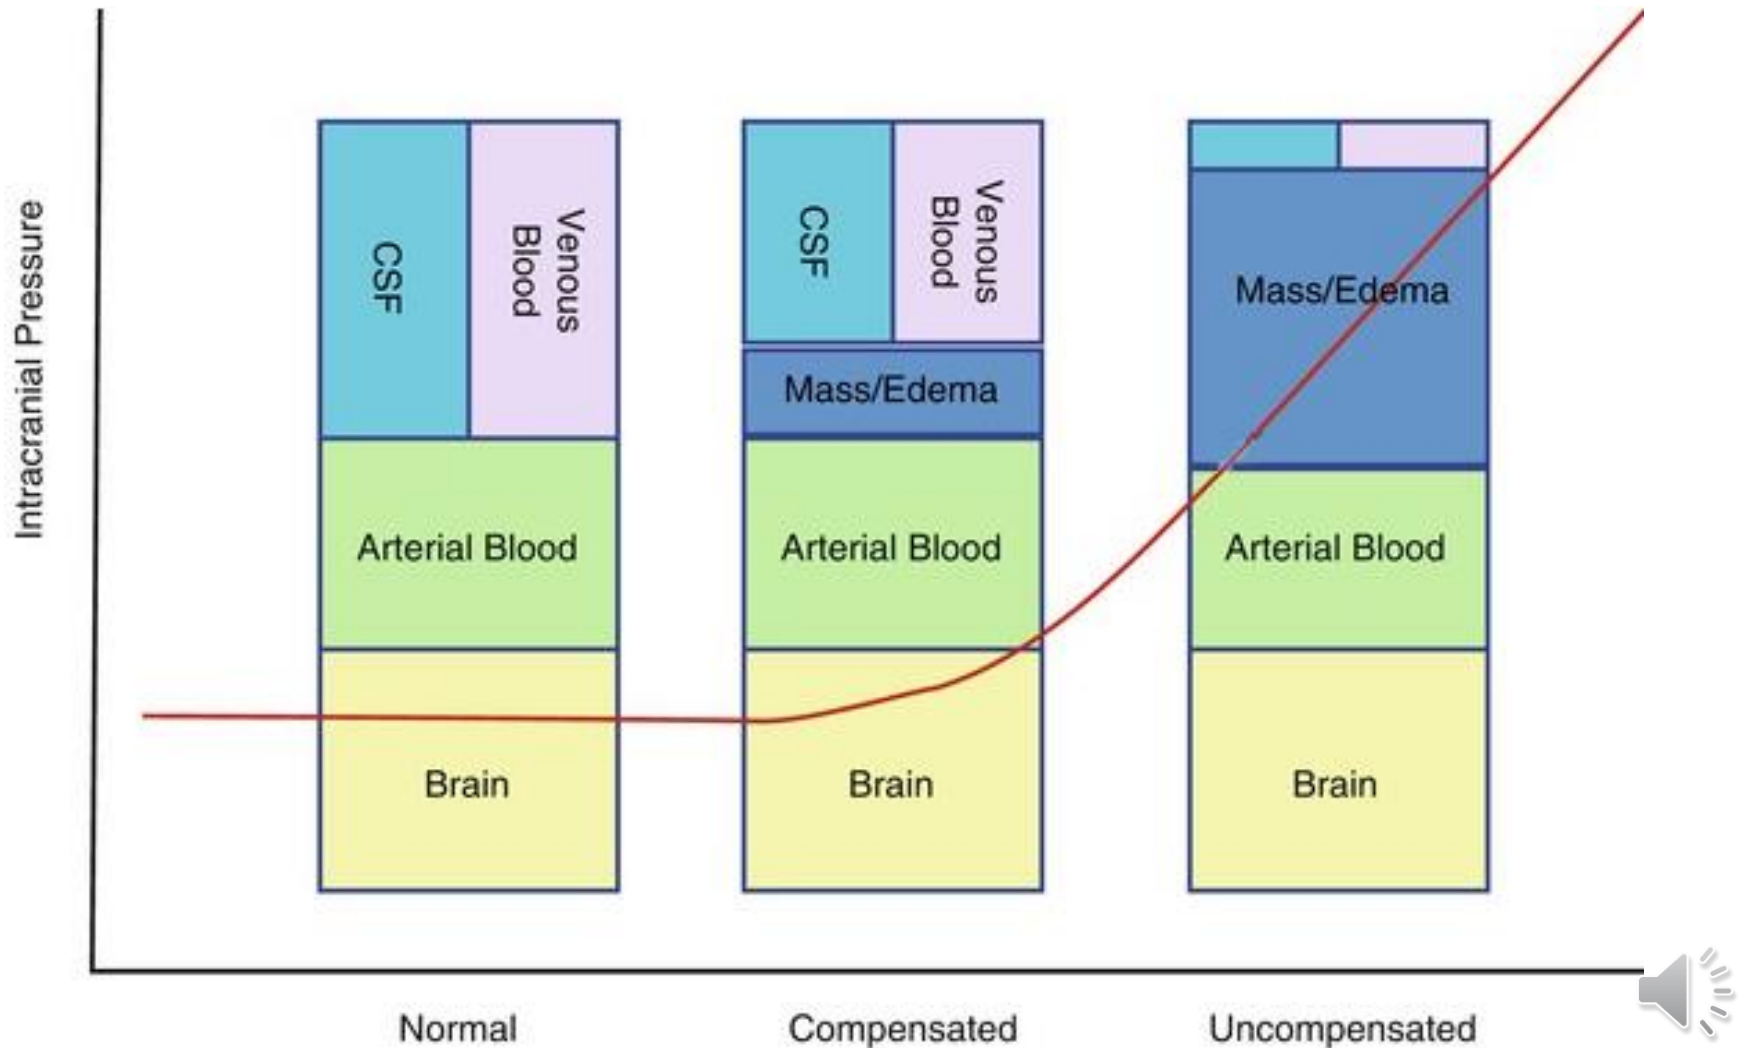 Intracranial Pressure
CSF
Venous
Blood
Arterial Blood
Brain
CSF
Venous
Blood
Mass/Edema
Arterial Blood
Brain
Mass/Edema
Arterial Blood
Brain
Normal
Compensated
Uncompensated